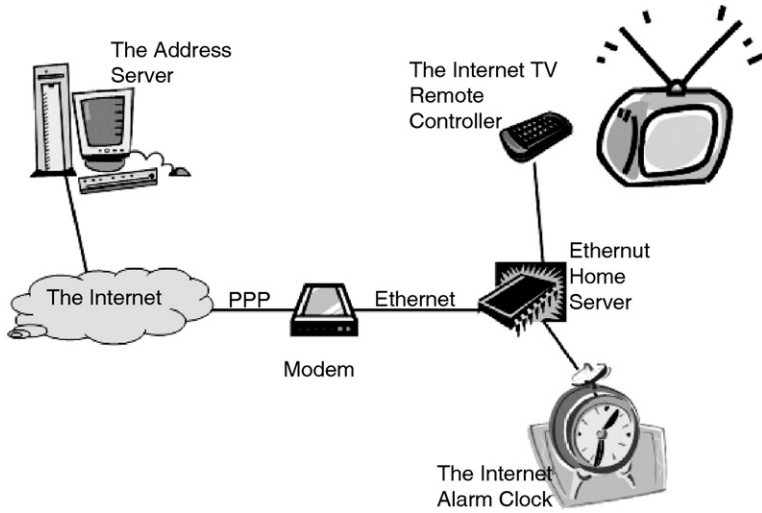 The Address
Server
The Internet TV
Remote
Controller
Ethernut
Home
Server
The Internet
PPP
Ethernet
Modem
The Internet
Alarm Clock